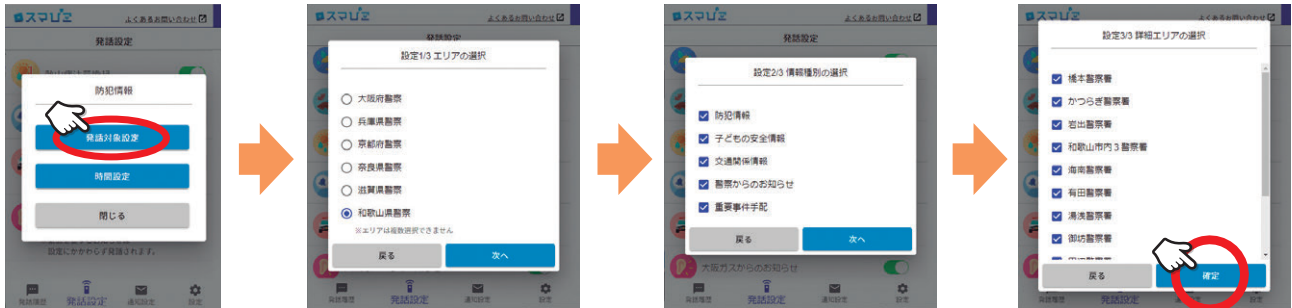 スマリエ
よくあるお問い合わせ
発話設定
防犯情報
発話対象設定
時間設定
閉じる
設定にかかわらず発話されます。
発話履歴
発話設定
通知設定
設定
スマリエ
よくあるお問い合わせ
発話設定
設定1/3 エリアの選択
大阪府警察
兵庫県警察
京都府警察
奈良県警察
滋賀県警察
和歌山県警察
※エリアは複数選択できません
戻る
次へ
発話履歴
発話設定
通知設定
設定
スマリエ
よくあるお問い合わせ
発話設定
設定2/3 情報種別の選択
防犯情報
子どもの安全情報
交通関係情報
警察からのお知らせ
重要事件手配
戻る
次へ
大阪ガスからのお知らせ
発話履歴
発話設定
通知設定
設定
スマリエ
よくあるお問い合わせ
設定3/3 詳細エリアの選択
橋本警察署
かつらぎ警察署
岩出警察署
和歌山市内3警察署
海南警察署
有田警察署
湯浅警察署
御坊警察署
戻る
確定
発話履歴
発話設定
設定